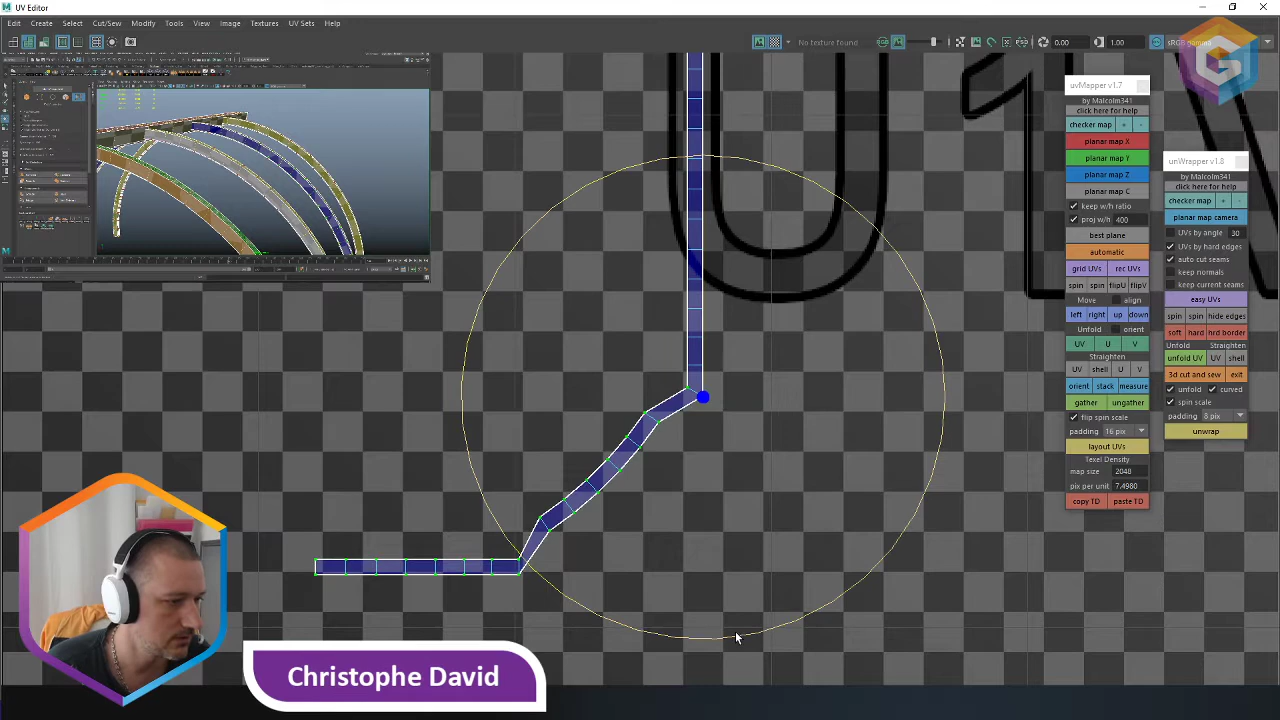 UV Editor
Edit Create Select Cut/Sew Modify Tools View Image Textures UV Sets Help
No texture found 0.00 1.00 sRGB gamma
U1
G
uvMapper v1.7
by Malcolm341
click here for help
checker map + -
planar map X
planar map Y
planar map Z
planar map C
keep w/h ratio
proj w/h 400
best plane
automatic
grid UVs rec UVs
spin spin flipU flipV
Move align
left right up down
Unfold orient
UV U V
Straighten
UV shell U V
orient stack measure
gather ungather
flip spin scale
padding 16 pix
layout UVs
Texel Density
map size 2048
pix per unit 7.4980
copy TD paste TD
unWrapper v1.8
by Malcolm341
click here for help
checker map + -
planar map camera
UVs by angle 30
UVs by hard edges
auto cut seams
keep normals
keep current seams
easy UVs
spin spin hide edges
soft hard hrd border
Unfold Straighten
unfold UV UV shell
3d cut and sew exit
unfold curved
spin scale
padding 8 pix
unwrap
Christophe David